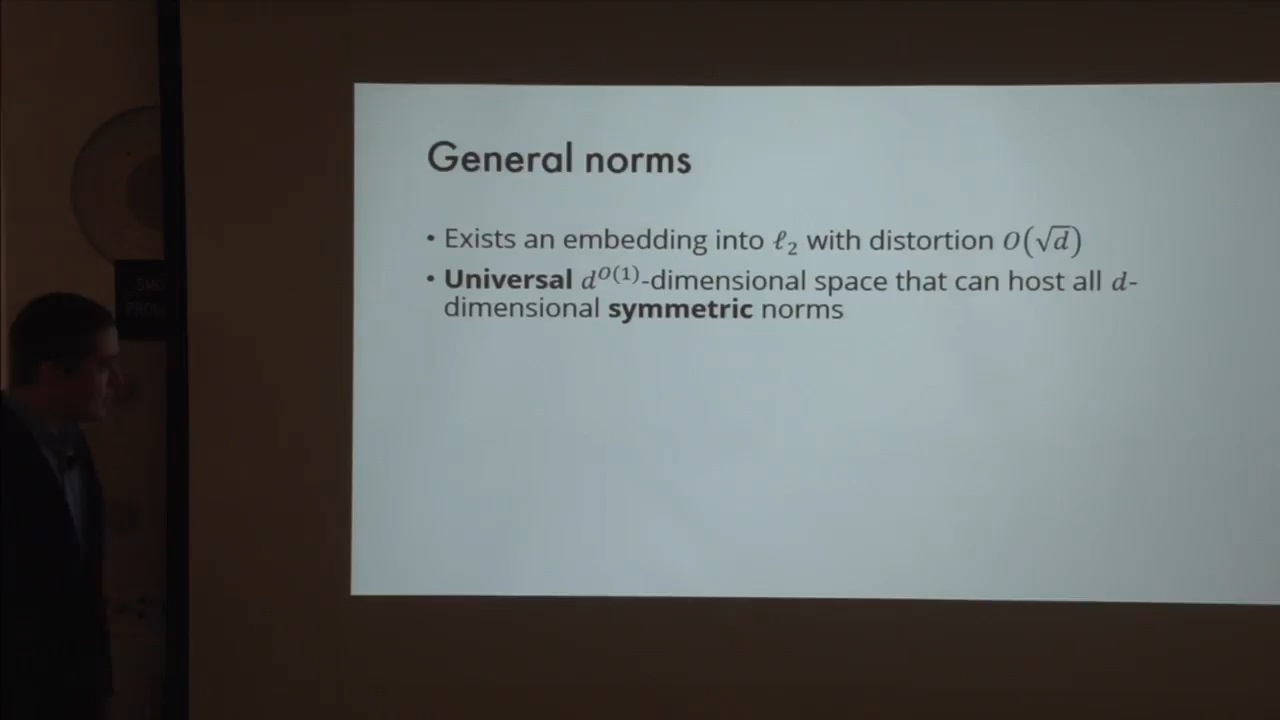 General norms
• Exists an embedding into ℓ₂ with distortion O(√d)
• Universal d^{O(1)}-dimensional space that can host all d-
dimensional symmetric norms